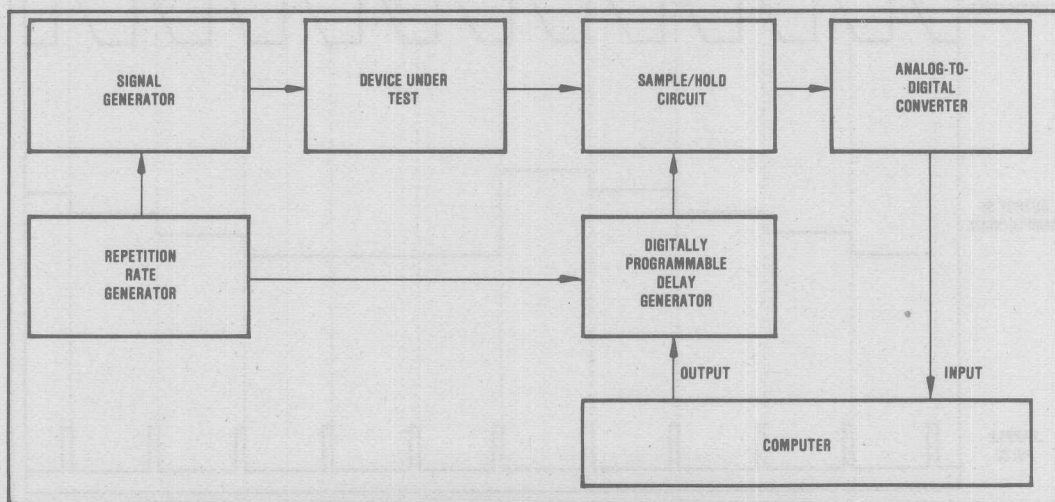 SIGNAL
GENERATOR
DEVICE UNDER
TEST
SAMPLE/HOLD
CIRCUIT
ANALOG-TO-
DIGITAL
CONVERTER
REPETITION
RATE
GENERATOR
DIGITALLY
PROGRAMMABLE
DELAY
GENERATOR
OUTPUT
INPUT
COMPUTER